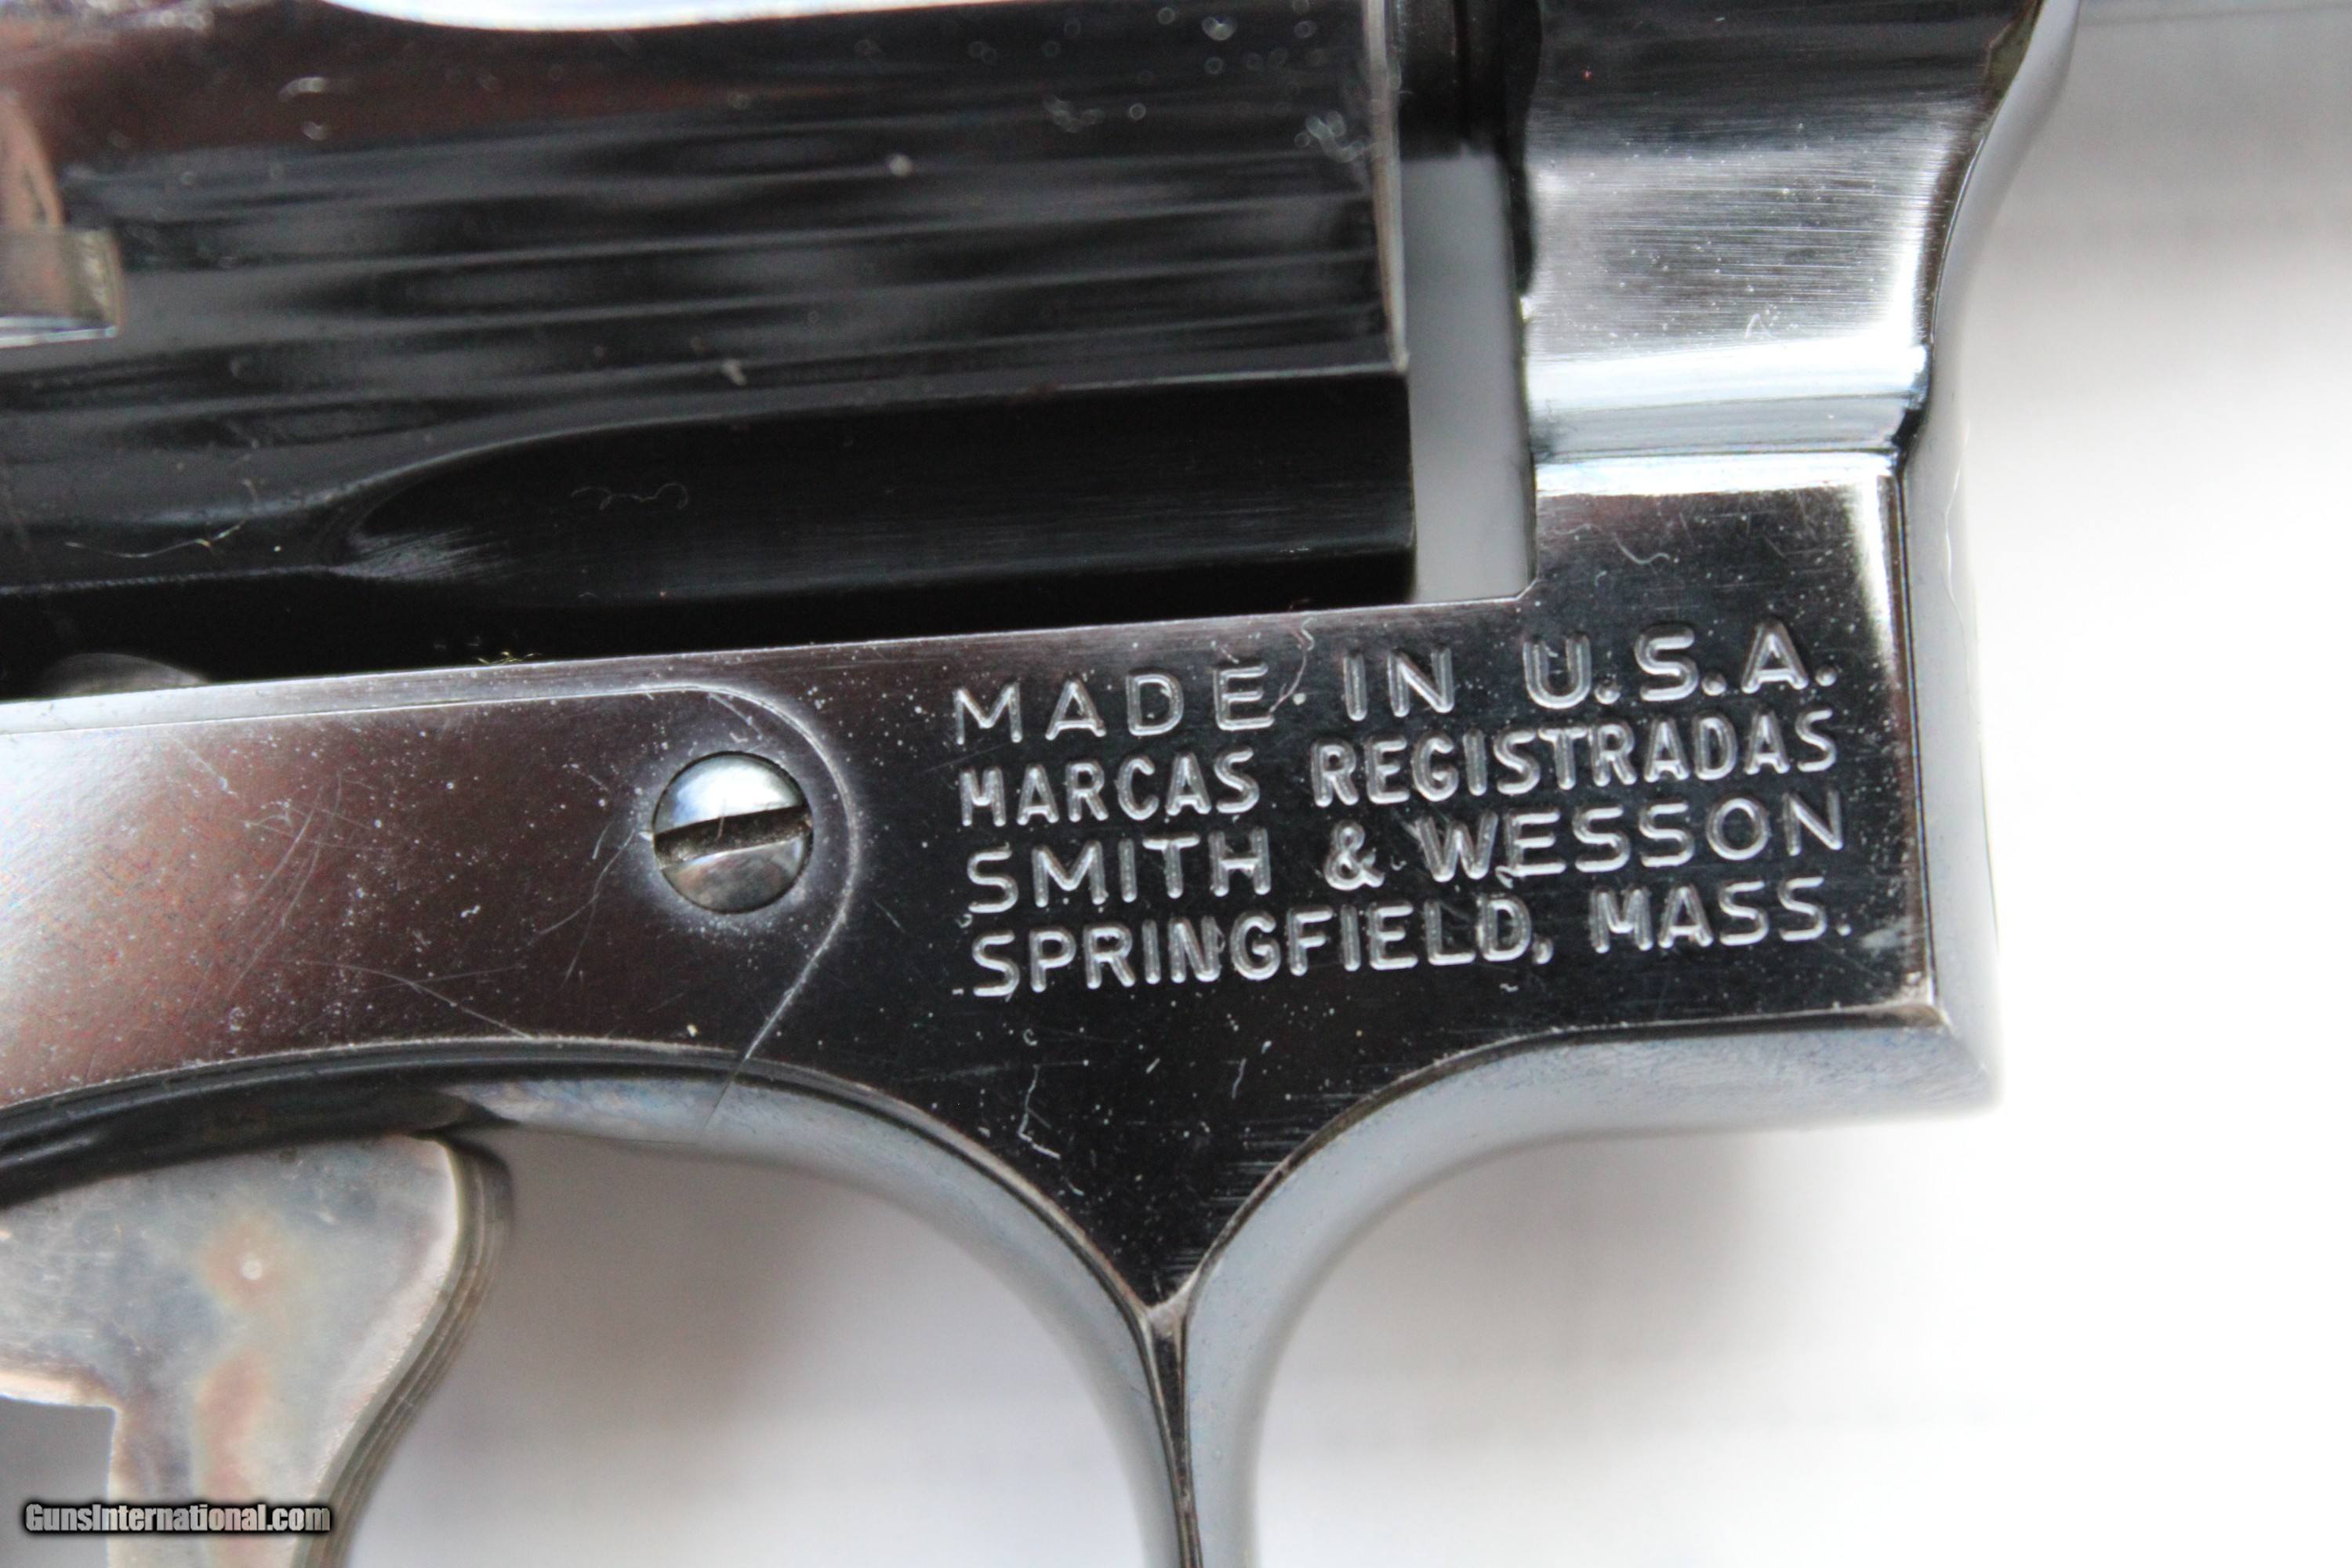 MADE IN U.S.A.
MARCAS REGISTRADAS
SMITH & WESSON
SPRINGFIELD, MASS.
GunsInternational.com